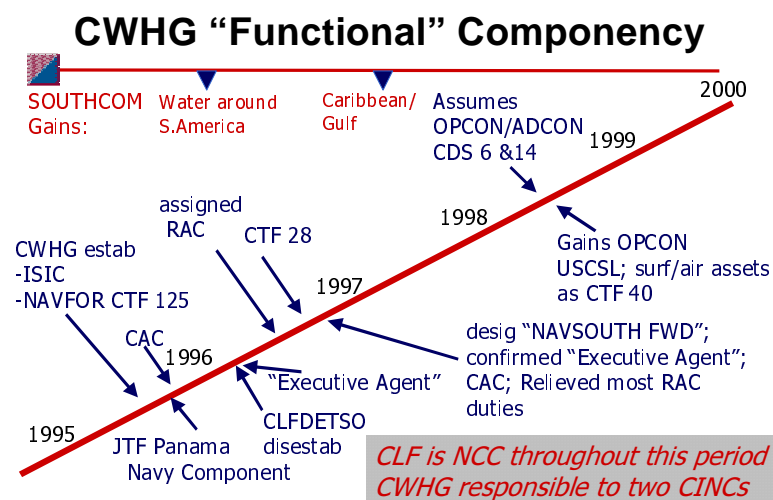 CWHG “Functional” Componency
SOUTHCOM
Gains:
Water around
S.America
Caribbean/
Gulf
Assumes
OPCON/ADCON
CDS 6 &14
2000
1999
assigned
RAC
CTF 28
1998
CWHG estab
-ISIC
-NAVFOR CTF 125
Gains OPCON
USCSL; surf/air assets
as CTF 40
1997
CAC
1996
desig “NAVSOUTH FWD”;
confirmed “Executive Agent”;
CAC; Relieved most RAC
duties
“Executive Agent”
CLFDETSO
disestab
1995
JTF Panama
Navy Component
CLF is NCC throughout this period
CWHG responsible to two CINCs